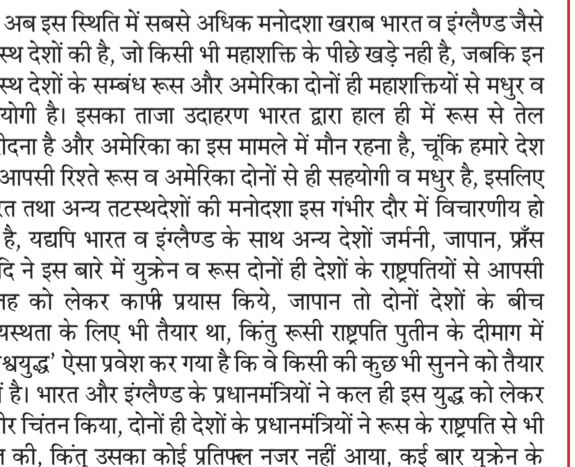 अब इस स्थिति में सबसे अधिक मनोदशा खराब भारत व इंग्लैण्ड जैसे
स्थ देशों की है, जो किसी भी महाशक्ति के पीछे खड़े नही है, जबकि इन
स्थ देशों के सम्बंध रूस और अमेरिका दोनों ही महाशक्तियों से मधुर व
योगी है। इसका ताजा उदाहरण भारत द्वारा हाल ही में रूस से तेल
ीदना है और अमेरिका का इस मामले में मौन रहना है, चूंकि हमारे देश
आपसी रिश्ते रूस व अमेरिका दोनों से ही सहयोगी व मधुर है, इसलिए
रत तथा अन्य तटस्थदेशों की मनोदशा इस गंभीर दौर में विचारणीय हो
है, यद्यपि भारत व इंग्लैण्ड के साथ अन्य देशों जर्मनी, जापान, फ्राँस
दि ने इस बारे में युक्रेन व रूस दोनों ही देशों के राष्ट्रपतियों से आपसी
नह को लेकर काफी प्रयास किये, जापान तो दोनों देशों के बीच
यस्थता के लिए भी तैयार था, किंतु रूसी राष्ट्रपति पुतीन के दीमाग में
श्वयुद्ध’ ऐसा प्रवेश कर गया है कि वे किसी की कुछ भी सुनने को तैयार
ं है। भारत और इंग्लैण्ड के प्रधानमंत्रियों ने कल ही इस युद्ध को लेकर
ीर चिंतन किया, दोनों ही देशों के प्रधानमंत्रियों ने रूस के राष्ट्रपति से भी
त की, किंतु उसका कोई प्रतिफल नजर नहीं आया, कई बार युक्रेन के